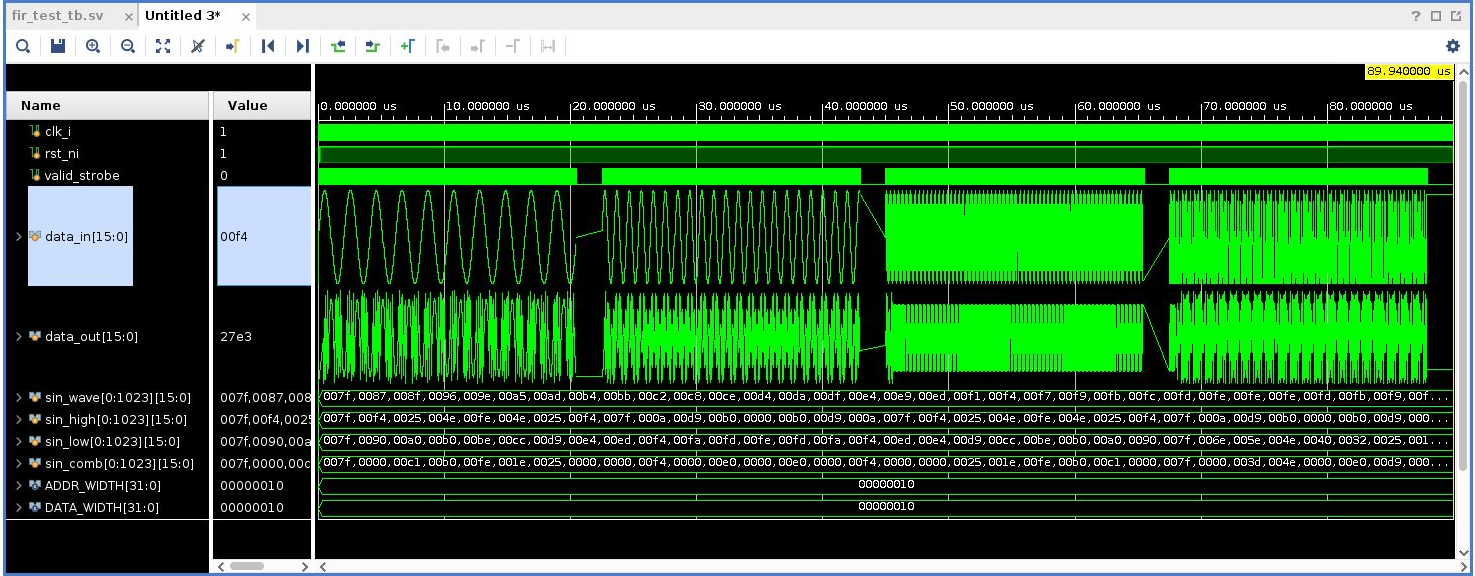 fir_test_tb.sv × Untitled 3* ×
89.940000 us
Name Value
0.000000 us 10.000000 us 20.000000 us 30.000000 us 40.000000 us 50.000000 us 60.000000 us 70.000000 us 80.000000 us
clk_i 1
rst_ni 1
valid_strobe 0
data_in[15:0] 00f4
data_out[15:0] 27e3
sin_wave[0:1023][15:0] 007f,0087,008 007f,0087,008f,0096,009e,00a5,00ad,00b4,00bb,00c2,00c8,00ce,00d4,00da,00df,00e4,00e9,00ed,00f1,00f4,00f7,00f9,00fb,00fc,00fd,00fe,00fd,00fd,00fb,00f9,00f...
sin_high[0:1023][15:0] 007f,00f4,0025 007f,00f4,0025,004e,00fe,004e,0025,00f4,007f,000a,00d9,00b0,0000,00b0,00d9,000a,007f,00f4,0025,004e,00fe,004e,0025,00f4,007f,000a,00d9,00b0,0000,00b0,00d...
sin_low[0:1023][15:0] 007f,0090,00a 007f,0090,00a0,00b0,00be,00cc,00d9,00e4,00ed,00f4,00fa,00fd,00fe,00fd,00fa,00f4,00ed,00e4,00d9,00cc,00be,00b0,00a0,0090,007f,006e,005e,004e,0040,0032,0025,001...
sin_comb[0:1023][15:0] 007f,0000,00c 007f,0000,00c1,00b0,00fe,001e,0025,0000,0000,00f4,0000,00e0,0000,00e0,0000,00f4,0000,0000,0025,001e,00fe,00b0,00c1,0000,007f,0000,003d,004e,0000,00e0,00d9,000...
ADDR_WIDTH[31:0] 00000010 00000010
DATA_WIDTH[31:0] 00000010 00000010